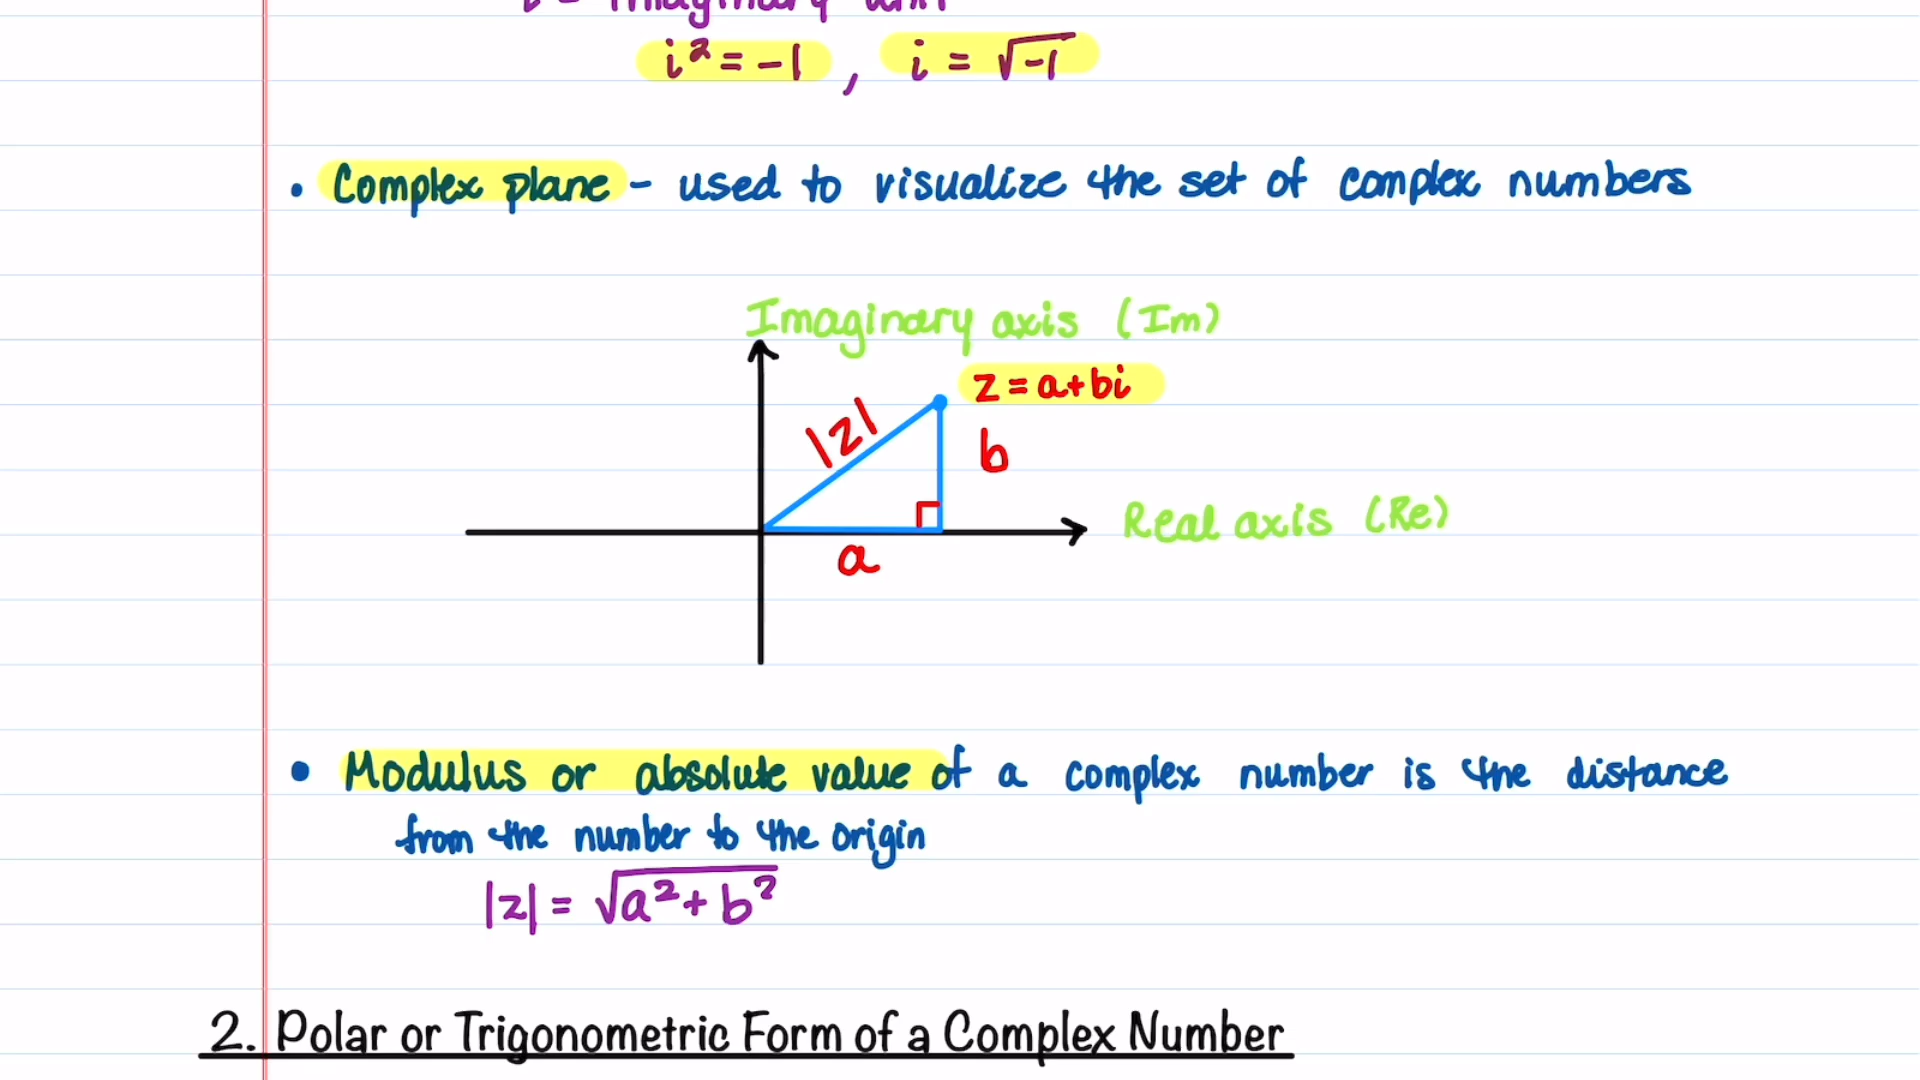 i = imaginary unit
i² = -1 , i = √-1
• Complex plane - used to visualize the set of complex numbers
Imaginary axis (Im)
z = a+bi
|z|
b
Real axis (Re)
a
• Modulus or absolute value of a complex number is the distance
from the number to the origin
|z| = √a² + b²
2. Polar or Trigonometric Form of a Complex Number